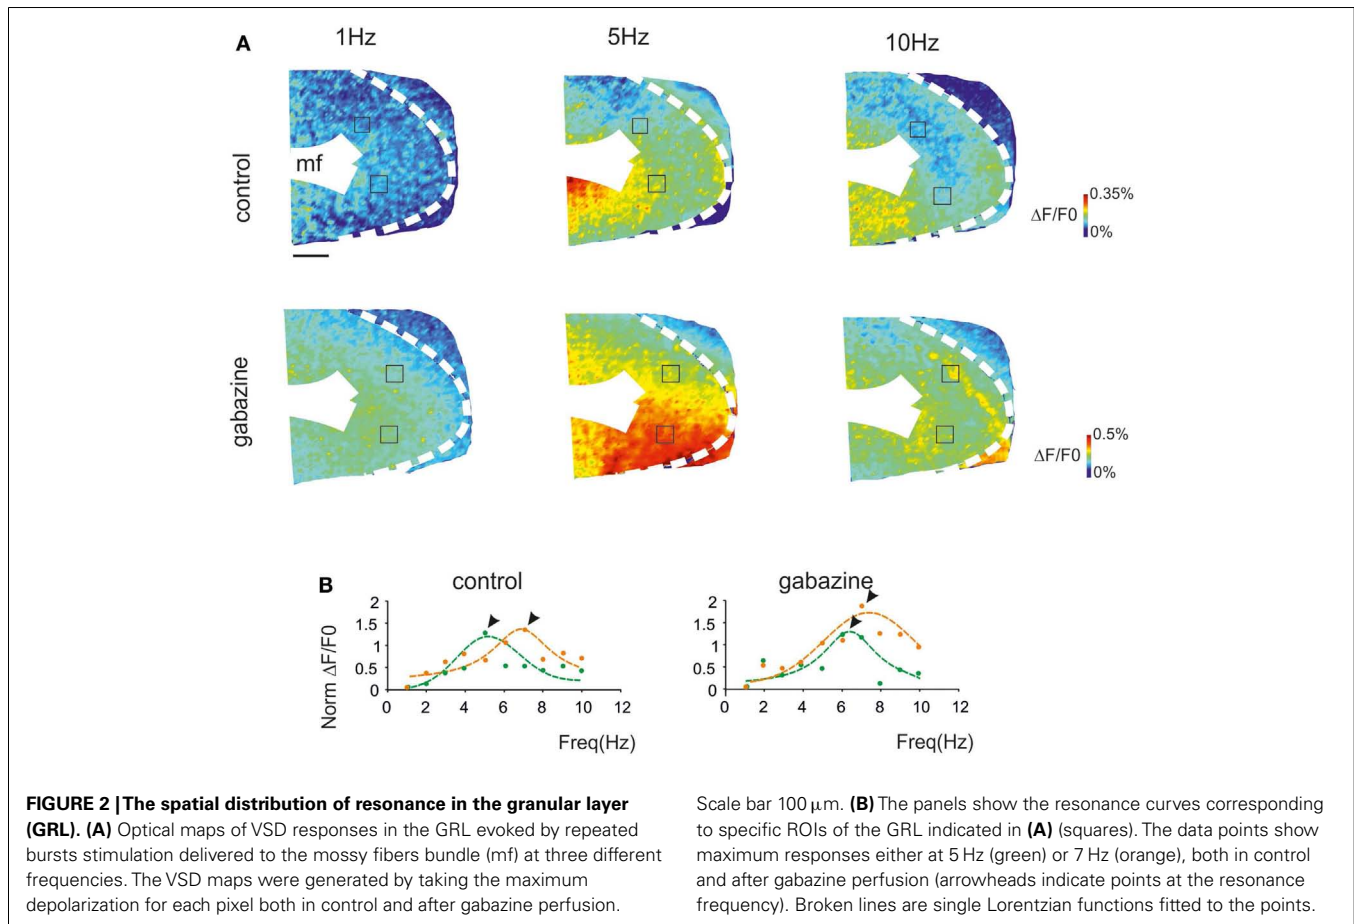 A
1Hz
5Hz
10Hz
control
mf
0.35%
ΔF/F0
0%
gabazine
0.5%
ΔF/F0
0%
B
control
gabazine
Norm ΔF/F0
2
1.5
1
0.5
0
0 2 4 6 8 10 12
Freq(Hz)
2
1.5
1
0.5
0
0 2 4 6 8 10 12
Freq(Hz)
FIGURE 2 | The spatial distribution of resonance in the granular layer
(GRL). (A) Optical maps of VSD responses in the GRL evoked by repeated
bursts stimulation delivered to the mossy fibers bundle (mf) at three different
frequencies. The VSD maps were generated by taking the maximum
depolarization for each pixel both in control and after gabazine perfusion.
Scale bar 100 μm. (B) The panels show the resonance curves corresponding
to specific ROIs of the GRL indicated in (A) (squares). The data points show
maximum responses either at 5 Hz (green) or 7 Hz (orange), both in control
and after gabazine perfusion (arrowheads indicate points at the resonance
frequency). Broken lines are single Lorentzian functions fitted to the points.